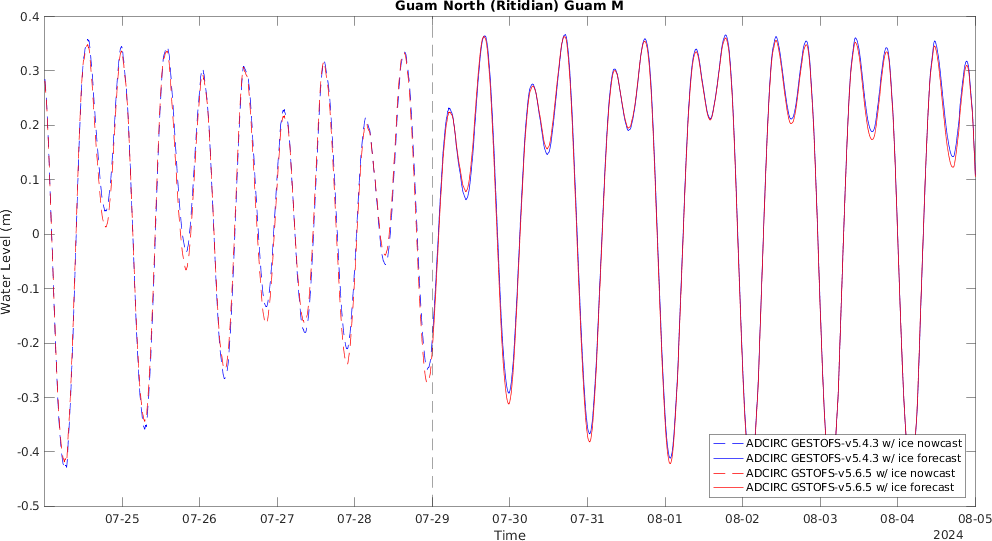 Guam North (Ritidian) Guam M
0.4
0.3
0.2
0.1
0
-0.1
-0.2
-0.3
-0.4
-0.5
Water Level (m)
ADCIRC GESTOFS-v5.4.3 w/ ice nowcast
ADCIRC GESTOFS-v5.4.3 w/ ice forecast
ADCIRC GSTOFS-v5.6.5 w/ ice nowcast
ADCIRC GSTOFS-v5.6.5 w/ ice forecast
07-25 07-26 07-27 07-28 07-29 07-30 07-31 08-01 08-02 08-03 08-04 08-05
Time
2024